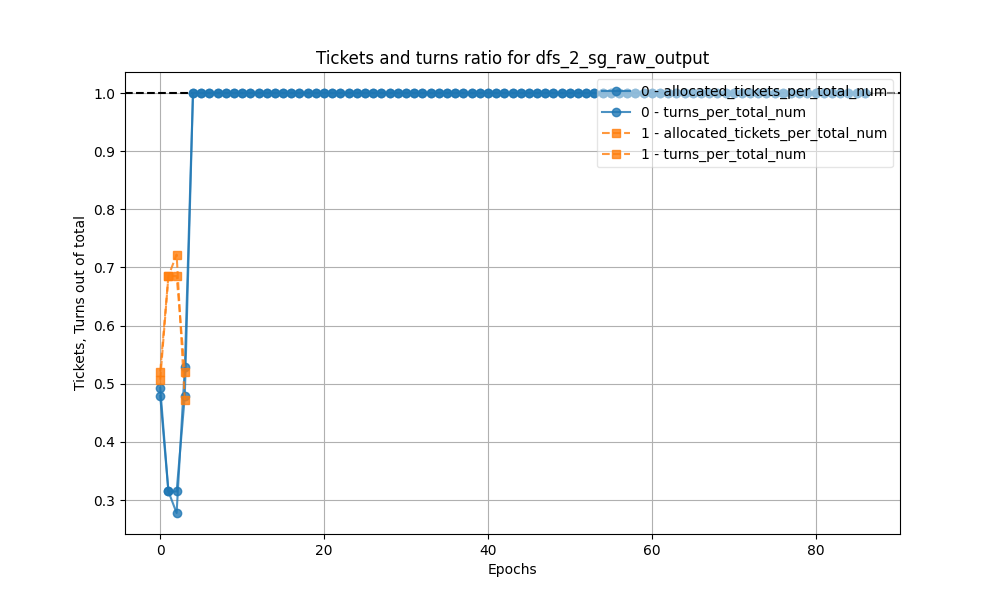 Tickets and turns ratio for dfs_2_sg_raw_output
0 - allocated_tickets_per_total_num
0 - turns_per_total_num
1 - allocated_tickets_per_total_num
1 - turns_per_total_num
Tickets, Turns out of total
1.0
0.9
0.8
0.7
0.6
0.5
0.4
0.3
0 20 40 60 80
Epochs